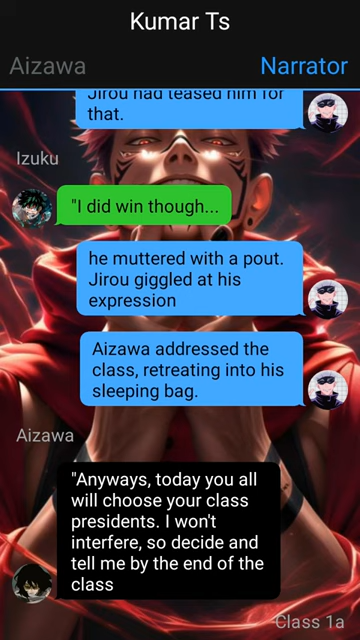 Kumar Ts
Aizawa
Narrator
Jirou had teased him for
that.
Izuku
"I did win though...
he muttered with a pout.
Jirou giggled at his
expression
Aizawa addressed the
class, retreating into his
sleeping bag.
Aizawa
"Anyways, today you all
will choose your class
presidents. I won't
interfere, so decide and
tell me by the end of the
class
Class 1a